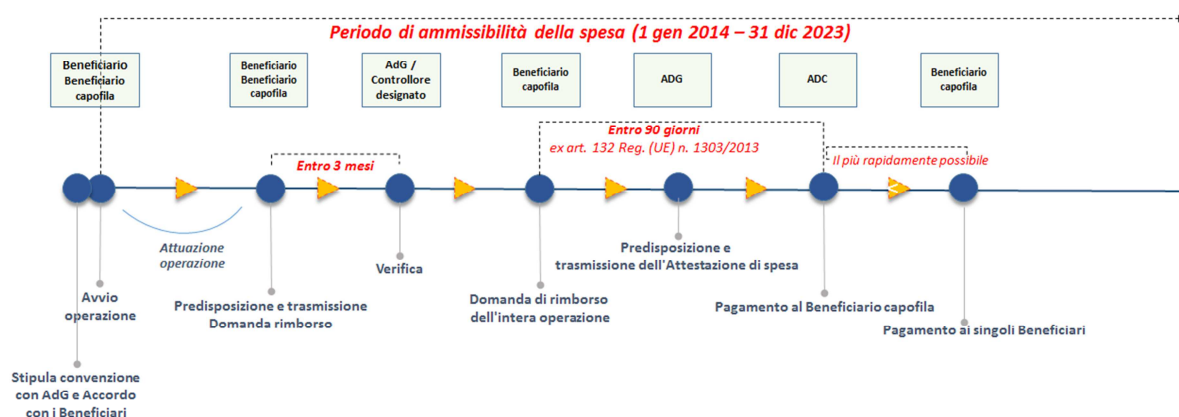 Periodo di ammissibilità della spesa (1 gen 2014 – 31 dic 2023)
Beneficiario
Beneficiario
capofila
Beneficiario
Beneficiario
capofila
AdG /
Controllore
designato
Beneficiario
capofila
ADG
ADC
Beneficiario
capofila
Entro 3 mesi
Entro 90 giorni
ex art. 132 Reg. (UE) n. 1303/2013
Il più rapidamente possibile
Attuazione
operazione
Avvio
operazione
Stipula convenzione
con AdG e Accordo
con i Beneficiari
Predisposizione e trasmissione
Domanda rimborso
Verifica
Domanda di rimborso
dell'intera operazione
Predisposizione e
trasmissione dell'Attestazione di spesa
Pagamento al Beneficiario capofila
Pagamento ai singoli Beneficiari